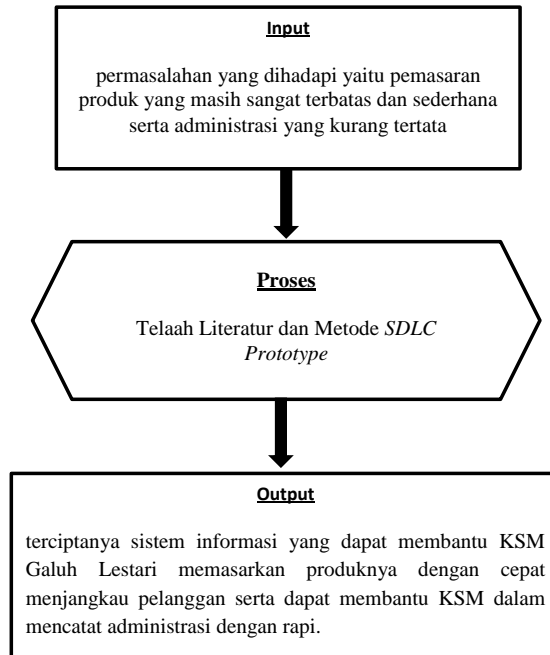 Input
permasalahan yang dihadapi yaitu pemasaran
produk yang masih sangat terbatas dan sederhana
serta administrasi yang kurang tertata
Proses
Telaah Literatur dan Metode SDLC
Prototype
Output
terciptanya sistem informasi yang dapat membantu KSM
Galuh Lestari memasarkan produknya dengan cepat
menjangkau pelanggan serta dapat membantu KSM dalam
mencatat administrasi dengan rapi.